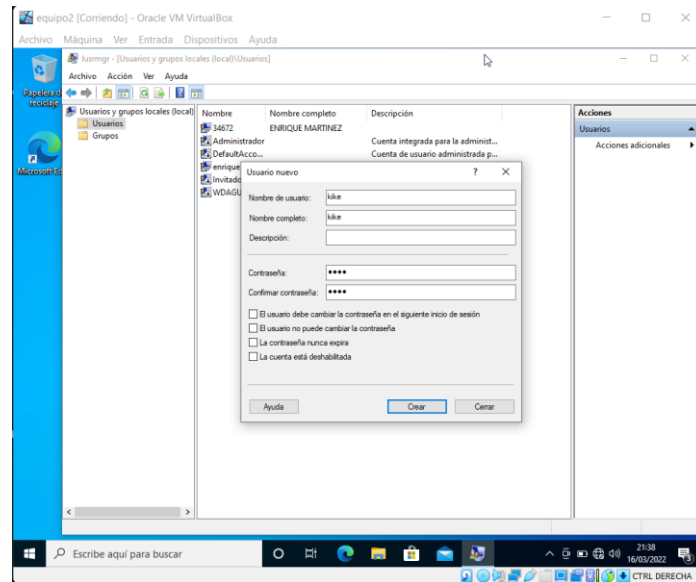 equipo2 [Corriendo] - Oracle VM VirtualBox
Archivo Máquina Ver Entrada Dispositivos Ayuda
lusrmgr - [Usuarios y grupos locales (local)\Usuarios]
Archivo Acción Ver Ayuda
Papelera de
reciclaje
Microsoft Ed
Usuarios y grupos locales (local)
Usuarios
Grupos
Nombre Nombre completo Descripción
34672 ENRIQUE MARTINEZ
Administrador Cuenta integrada para la administ...
DefaultAcco... Cuenta de usuario administrada p...
enrique
Invitado
WDAGU
Acciones
Usuarios
Acciones adicionales
Usuario nuevo
Nombre de usuario: kike
Nombre completo: kike
Descripción:
Contraseña: ••••
Confirmar contraseña: ••••
El usuario debe cambiar la contraseña en el siguiente inicio de sesión
El usuario no puede cambiar la contraseña
La contraseña nunca expira
La cuenta está deshabilitada
Ayuda Crear Cerrar
Escribe aquí para buscar
21:38
16/03/2022
3
CTRL DERECHA